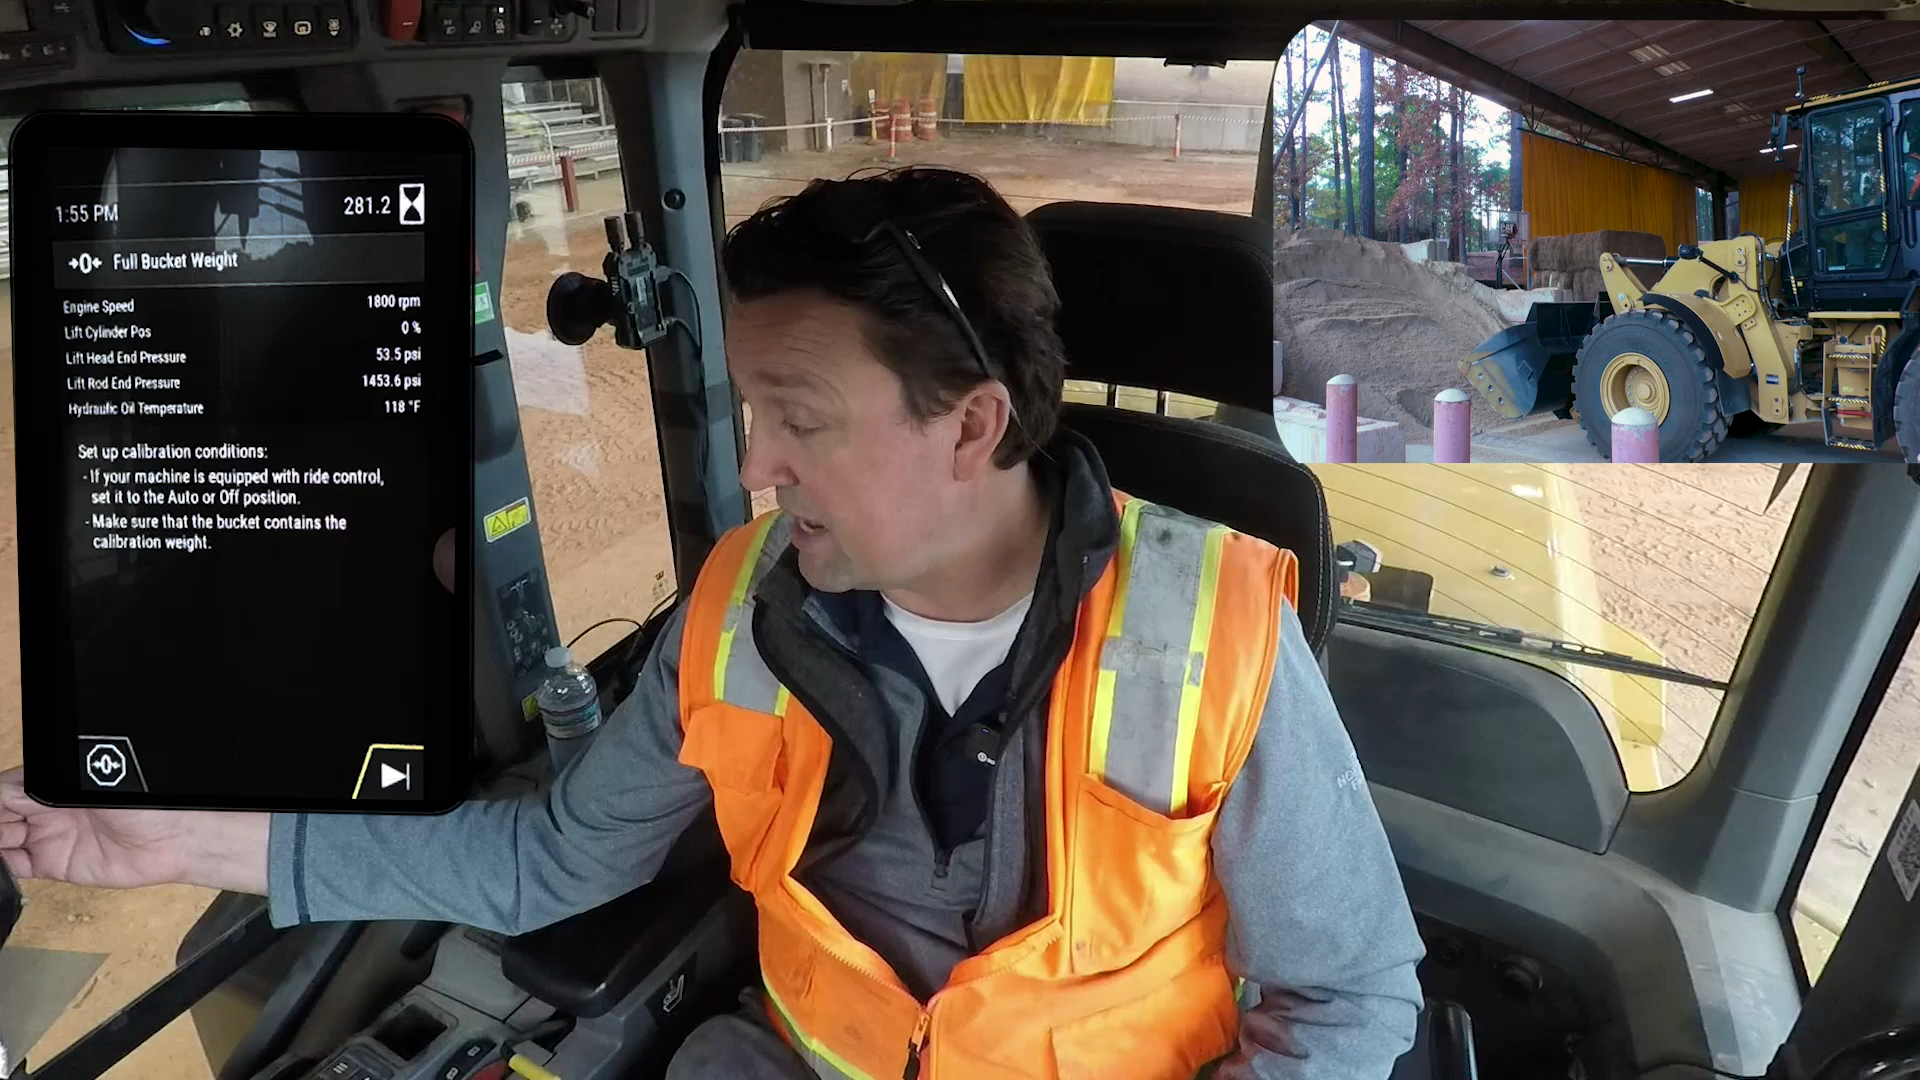 1:55 PM 281.2
→0← Full Bucket Weight
Engine Speed 1800 rpm
Lift Cylinder Pos 0 %
Lift Head End Pressure 53.5 psi
Lift Rod End Pressure 1453.6 psi
Hydraulic Oil Temperature 118 °F
Set up calibration conditions:
- If your machine is equipped with ride control,
set it to the Auto or Off position.
- Make sure that the bucket contains the
calibration weight.